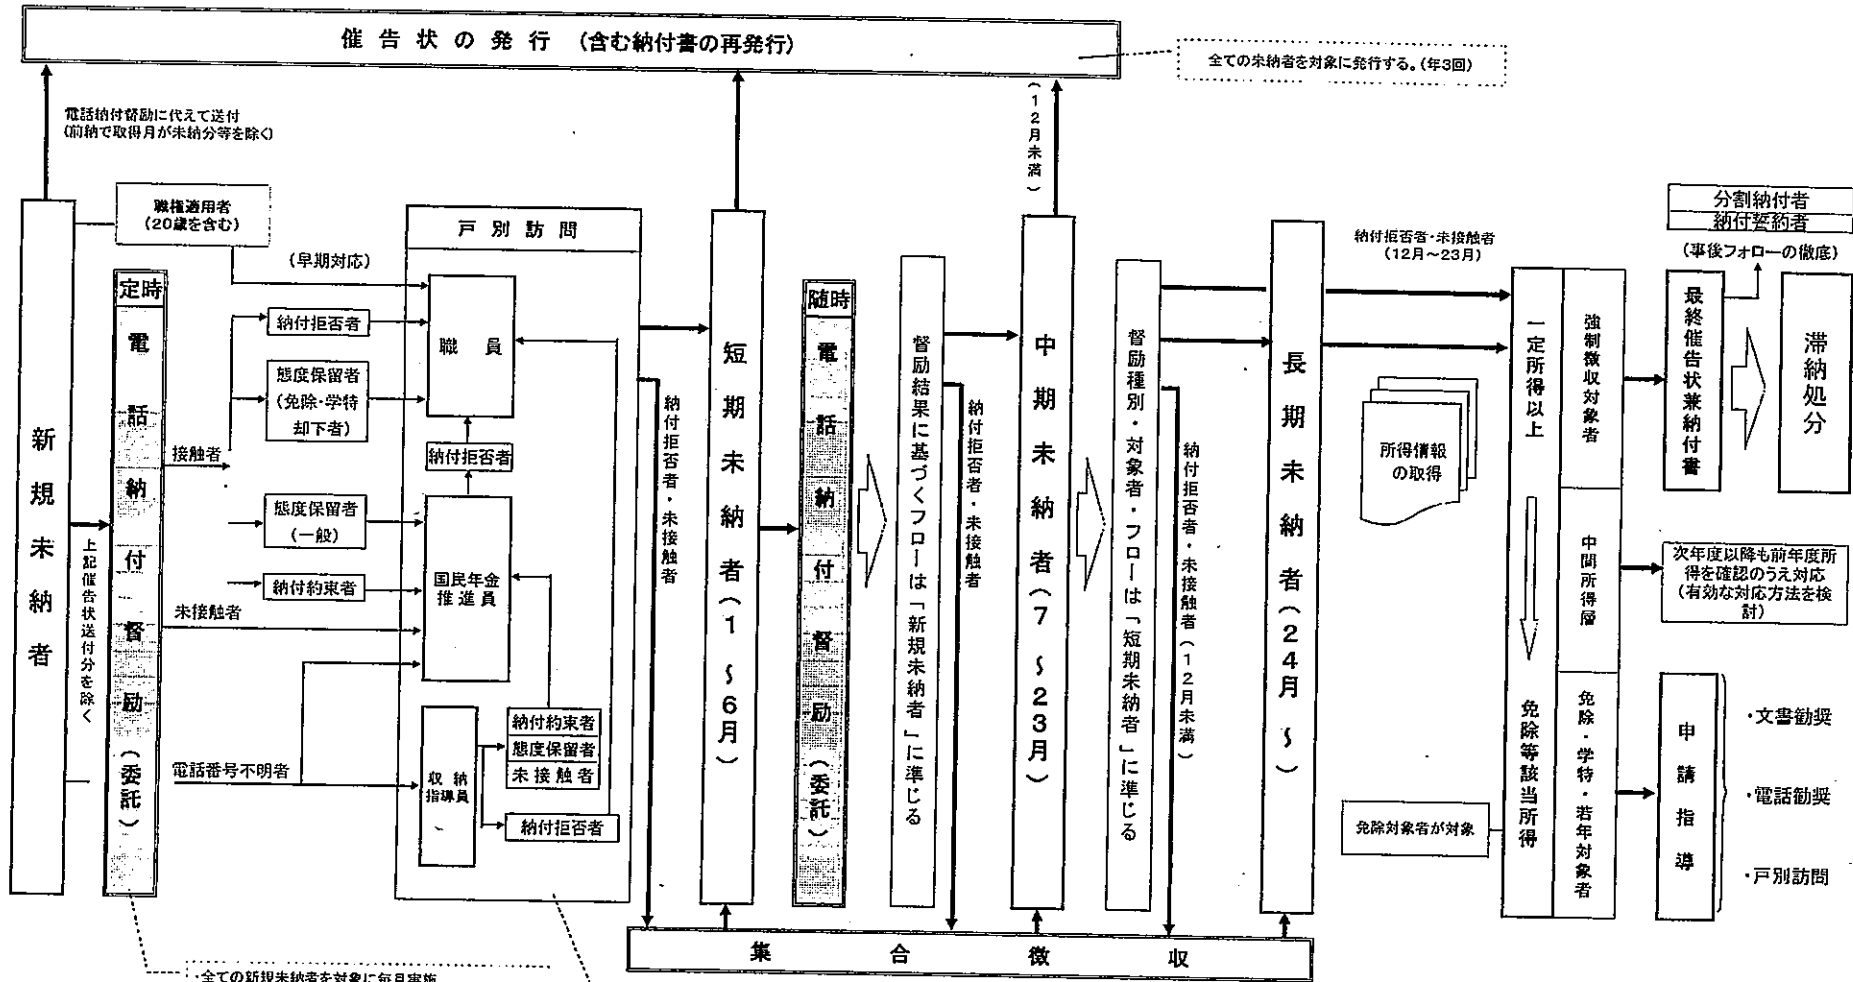 催告状の発行(含む納付書の再発行)
全ての未納者を対象に発行する。(年3回)
電話納付督励に代えて送付
(前納で取得月が未納分等を除く)
(12月未満)
新規未納者
上記催告状送付分を除く
職権適用者
(20歳を含む)
(早期対応)
定時
電話納付督励(委託)
接触者
未接触者
電話番号不明者
納付拒否者
態度保留者
(免除・学特
却下者)
態度保留者
(一般)
納付約束者
戸別訪問
職員
納付拒否者
国民年金
推進員
収納
指導員
納付約束者
態度保留者
未接触者
納付拒否者
納付拒否者・未接触者
短期未納者(1~6月)
随時
電話納付督励(委託)
督励結果に基づくフローは「新規未納者」に準じる
納付拒否者・未接触者
中期未納者(7~23月)
督励種別・対象者・フローは「短期未納者」に準じる
納付拒否者・未接触者(12月未満)
長期未納者(24月~)
集合徴収
納付拒否者・未接触者
(12月~23月)
所得情報
の取得
免除対象者が対象
一定所得以上
免除等該当所得
強制徴収対象者
中間所得層
免除・学特・若年対象者
分割納付者
納付誓約者
(事後フォローの徹底)
最終催告状兼納付書
滞納処分
次年度以降も前年度所
得を確認のうえ対応
(有効な対応方法を検
討)
申請指導
・文書勧奨
・電話勧奨
・戸別訪問
・全ての新規未納者を対象に毎月実施